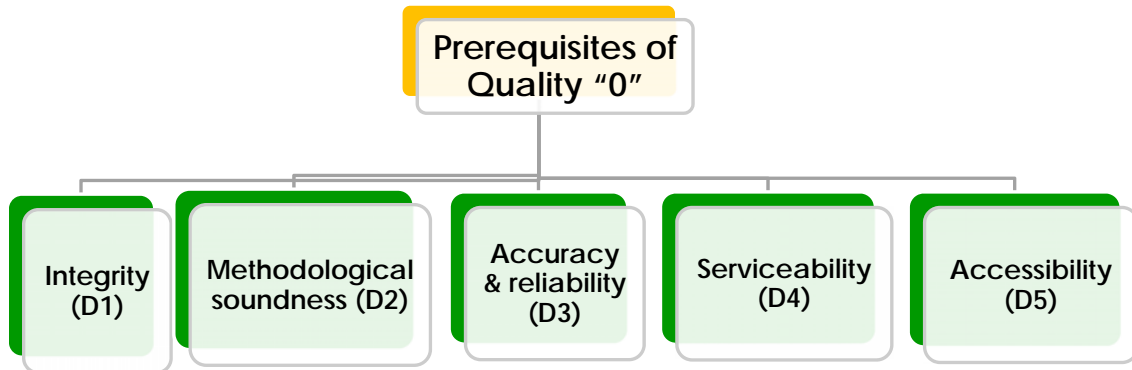 Prerequisites of
Quality “0”
Integrity
(D1)
Methodological
soundness (D2)
Accuracy
& reliability
(D3)
Serviceability
(D4)
Accessibility
(D5)